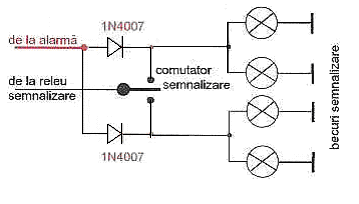 1N4007
de la alarmă
comutator
semnalizare
de la releu
semnalizare
1N4007
becuri semnalizare